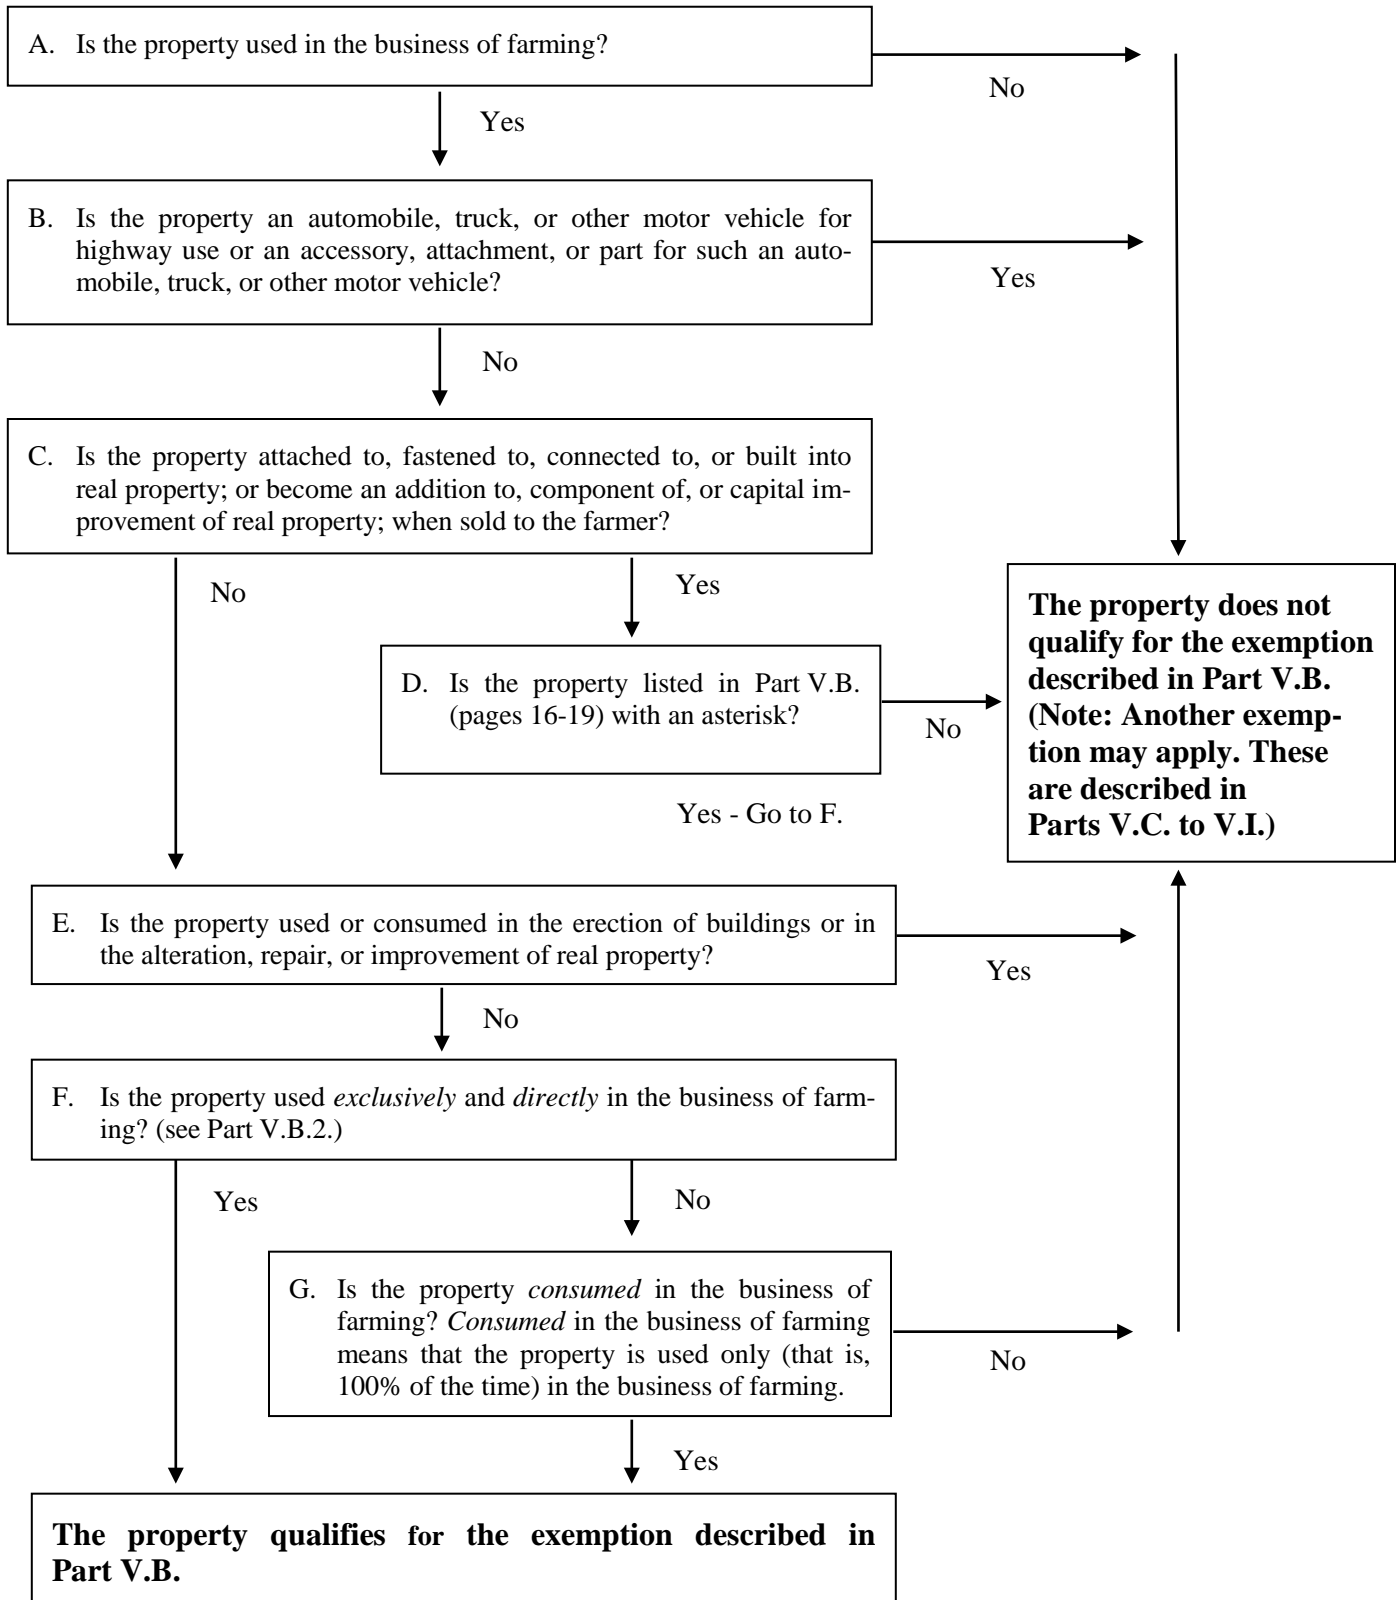 A. Is the property used in the business of farming?
No
Yes
B. Is the property an automobile, truck, or other motor vehicle for
highway use or an accessory, attachment, or part for such an auto-
mobile, truck, or other motor vehicle?
Yes
No
C. Is the property attached to, fastened to, connected to, or built into
real property; or become an addition to, component of, or capital im-
provement of real property; when sold to the farmer?
No
Yes
D. Is the property listed in Part V.B.
(pages 16-19) with an asterisk?
No
Yes - Go to F.
The property does not
qualify for the exemption
described in Part V.B.
(Note: Another exemp-
tion may apply. These
are described in
Parts V.C. to V.I.)
E. Is the property used or consumed in the erection of buildings or in
the alteration, repair, or improvement of real property?
Yes
No
F. Is the property used exclusively and directly in the business of farm-
ing? (see Part V.B.2.)
Yes
No
G. Is the property consumed in the business of
farming? Consumed in the business of farming
means that the property is used only (that is,
100% of the time) in the business of farming.
No
Yes
The property qualifies for the exemption described in
Part V.B.